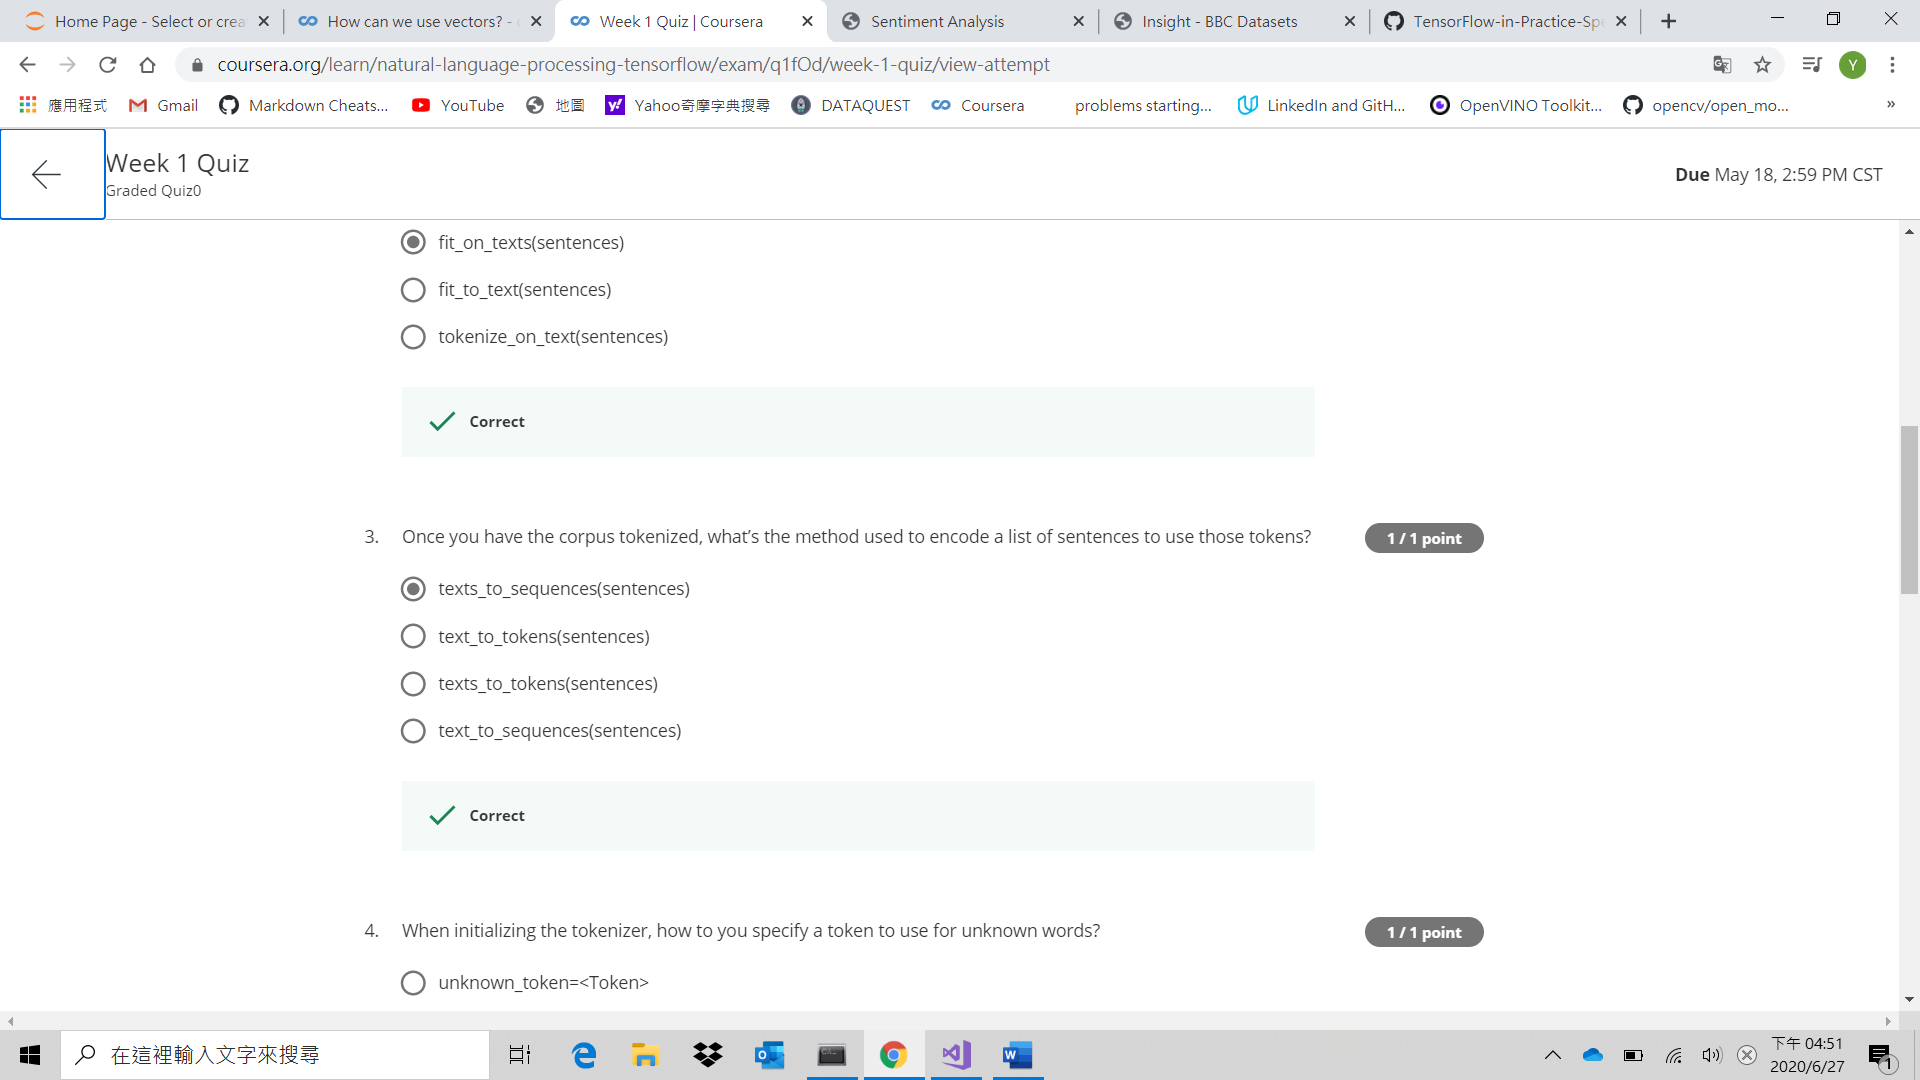 Home Page - Select or crea
How can we use vectors? -
Week 1 Quiz | Coursera
Sentiment Analysis
Insight - BBC Datasets
TensorFlow-in-Practice-Spe
coursera.org/learn/natural-language-processing-tensorflow/exam/q1fOd/week-1-quiz/view-attempt
Y
應用程式
Gmail
Markdown Cheats...
YouTube
地圖
Yahoo奇摩字典搜尋
DATAQUEST
Coursera
problems starting...
LinkedIn and GitH...
OpenVINO Toolkit...
opencv/open_mo...
»
Week 1 Quiz
Graded Quiz0
Due May 18, 2:59 PM CST
fit_on_texts(sentences)
fit_to_text(sentences)
tokenize_on_text(sentences)
Correct
3. Once you have the corpus tokenized, what’s the method used to encode a list of sentences to use those tokens?
1 / 1 point
texts_to_sequences(sentences)
text_to_tokens(sentences)
texts_to_tokens(sentences)
text_to_sequences(sentences)
Correct
4. When initializing the tokenizer, how to you specify a token to use for unknown words?
1 / 1 point
unknown_token=<Token>
在這裡輸入文字來搜尋
下午 04:51
2020/6/27
1